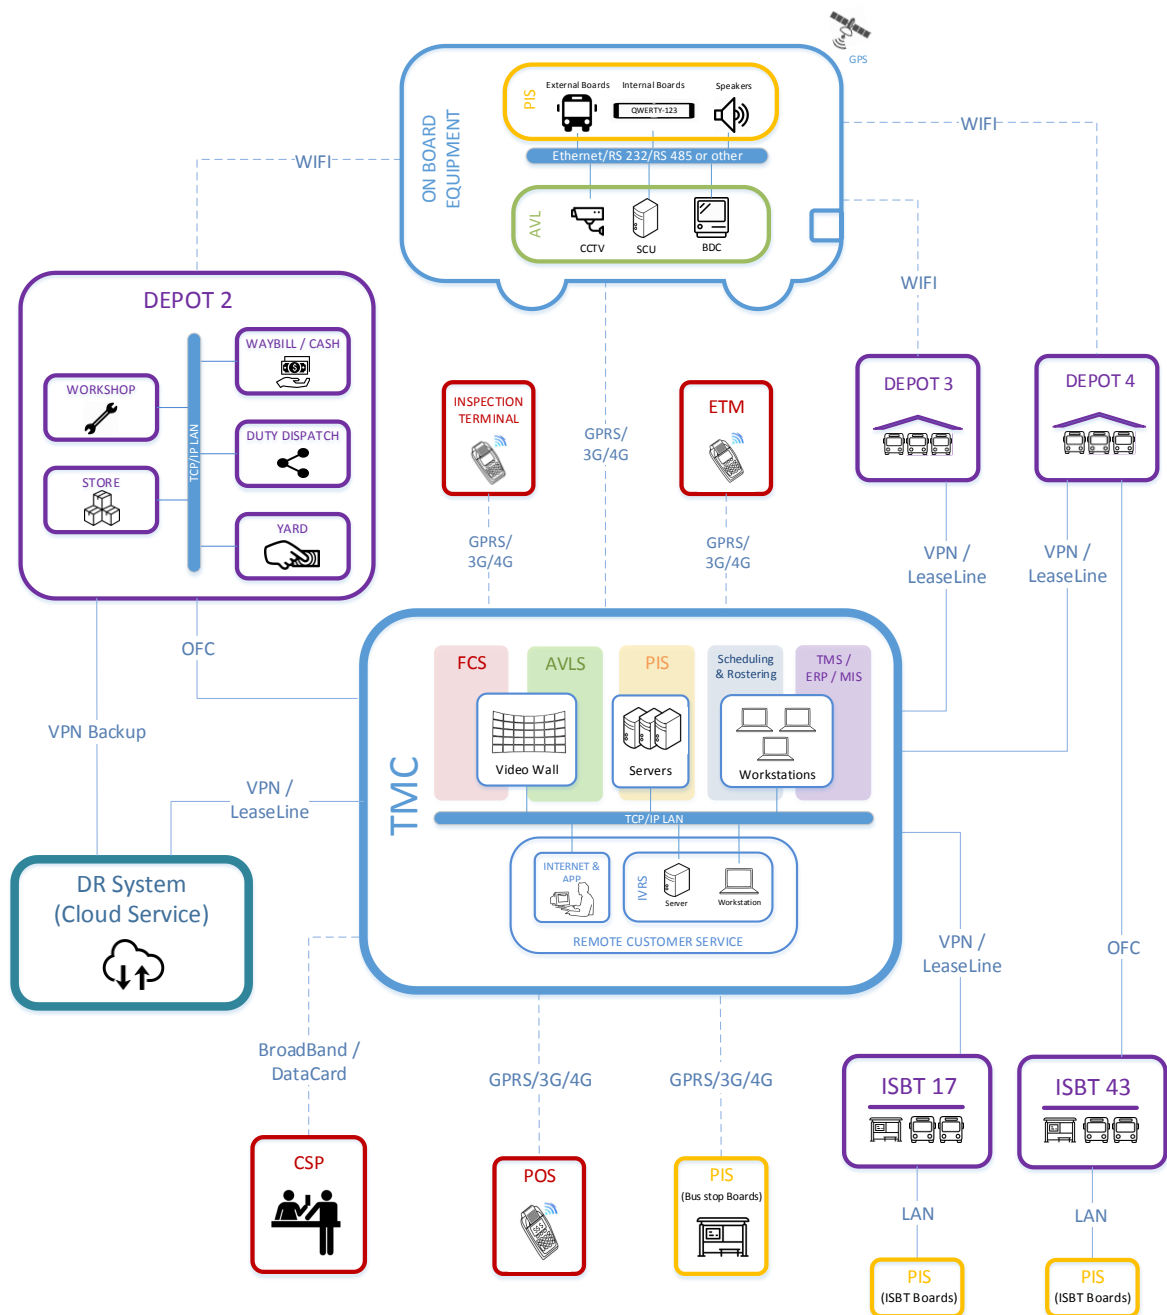 GPS
PIS
External Boards
Internal Boards
Speakers
QWERTY-123
ON BOARD
EQUIPMENT
Ethernet/RS 232/RS 485 or other
AVL
CCTV
SCU
BDC
WIFI
WIFI
WIFI
DEPOT 2
WAYBILL / CASH
WORKSHOP
TCP/IP LAN
DUTY DISPATCH
STORE
YARD
INSPECTION
TERMINAL
ETM
GPRS/
3G/4G
GPRS/
3G/4G
GPRS/
3G/4G
DEPOT 3
DEPOT 4
VPN /
LeaseLine
VPN /
LeaseLine
OFC
VPN Backup
VPN /
LeaseLine
TMC
FCS
AVLS
PIS
Scheduling
& Rostering
TMS /
ERP / MIS
Video Wall
Servers
Workstations
TCP/IP LAN
INTERNET &
APP
IVRS
Server
Workstation
REMOTE CUSTOMER SERVICE
DR System
(Cloud Service)
VPN /
LeaseLine
OFC
BroadBand /
DataCard
GPRS/3G/4G
GPRS/3G/4G
CSP
POS
PIS
(Bus stop Boards)
ISBT 17
ISBT 43
LAN
LAN
PIS
(ISBT Boards)
PIS
(ISBT Boards)